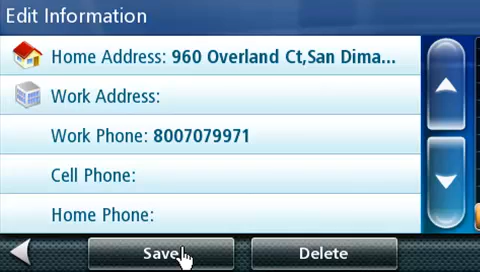 Edit Information
Home Address: 960 Overland Ct,San Dima...
Work Address:
Work Phone: 8007079971
Cell Phone:
Home Phone:
Save
Delete